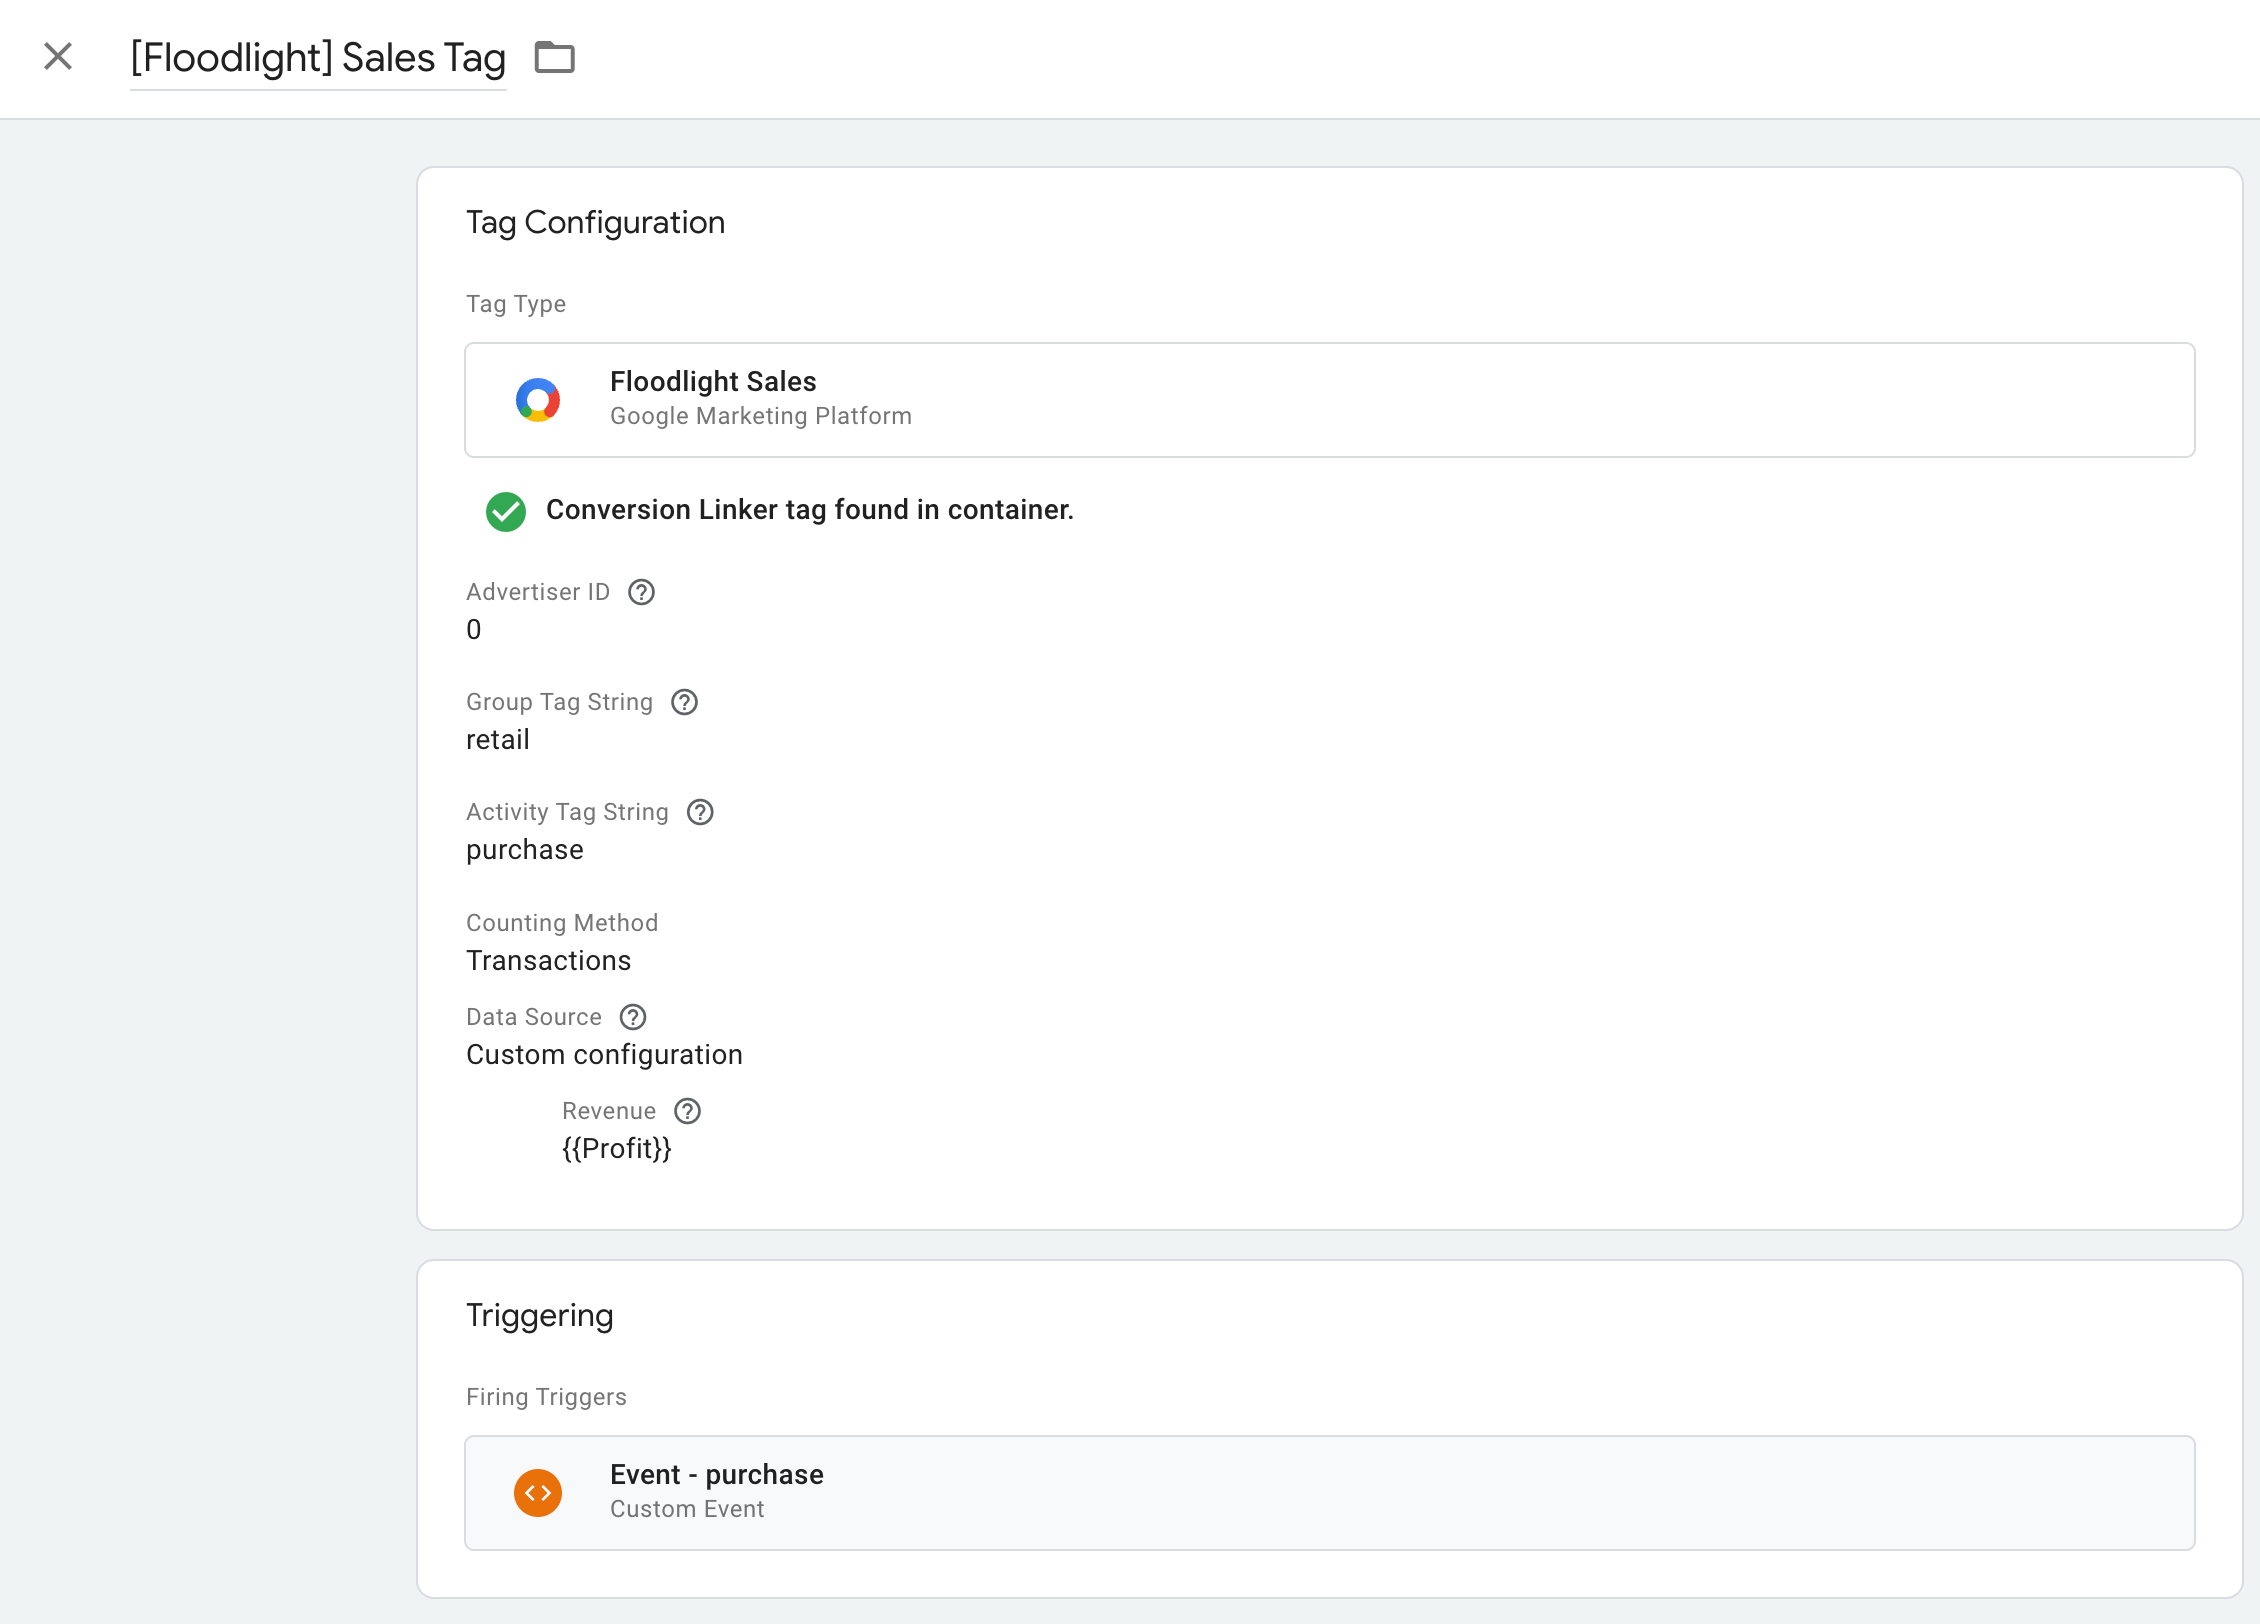 [Floodlight] Sales Tag
Tag Configuration
Tag Type
Floodlight Sales
Google Marketing Platform
Conversion Linker tag found in container.
Advertiser ID
0
Group Tag String
retail
Activity Tag String
purchase
Counting Method
Transactions
Data Source
Custom configuration
Revenue
{{Profit}}
Triggering
Firing Triggers
Event - purchase
Custom Event